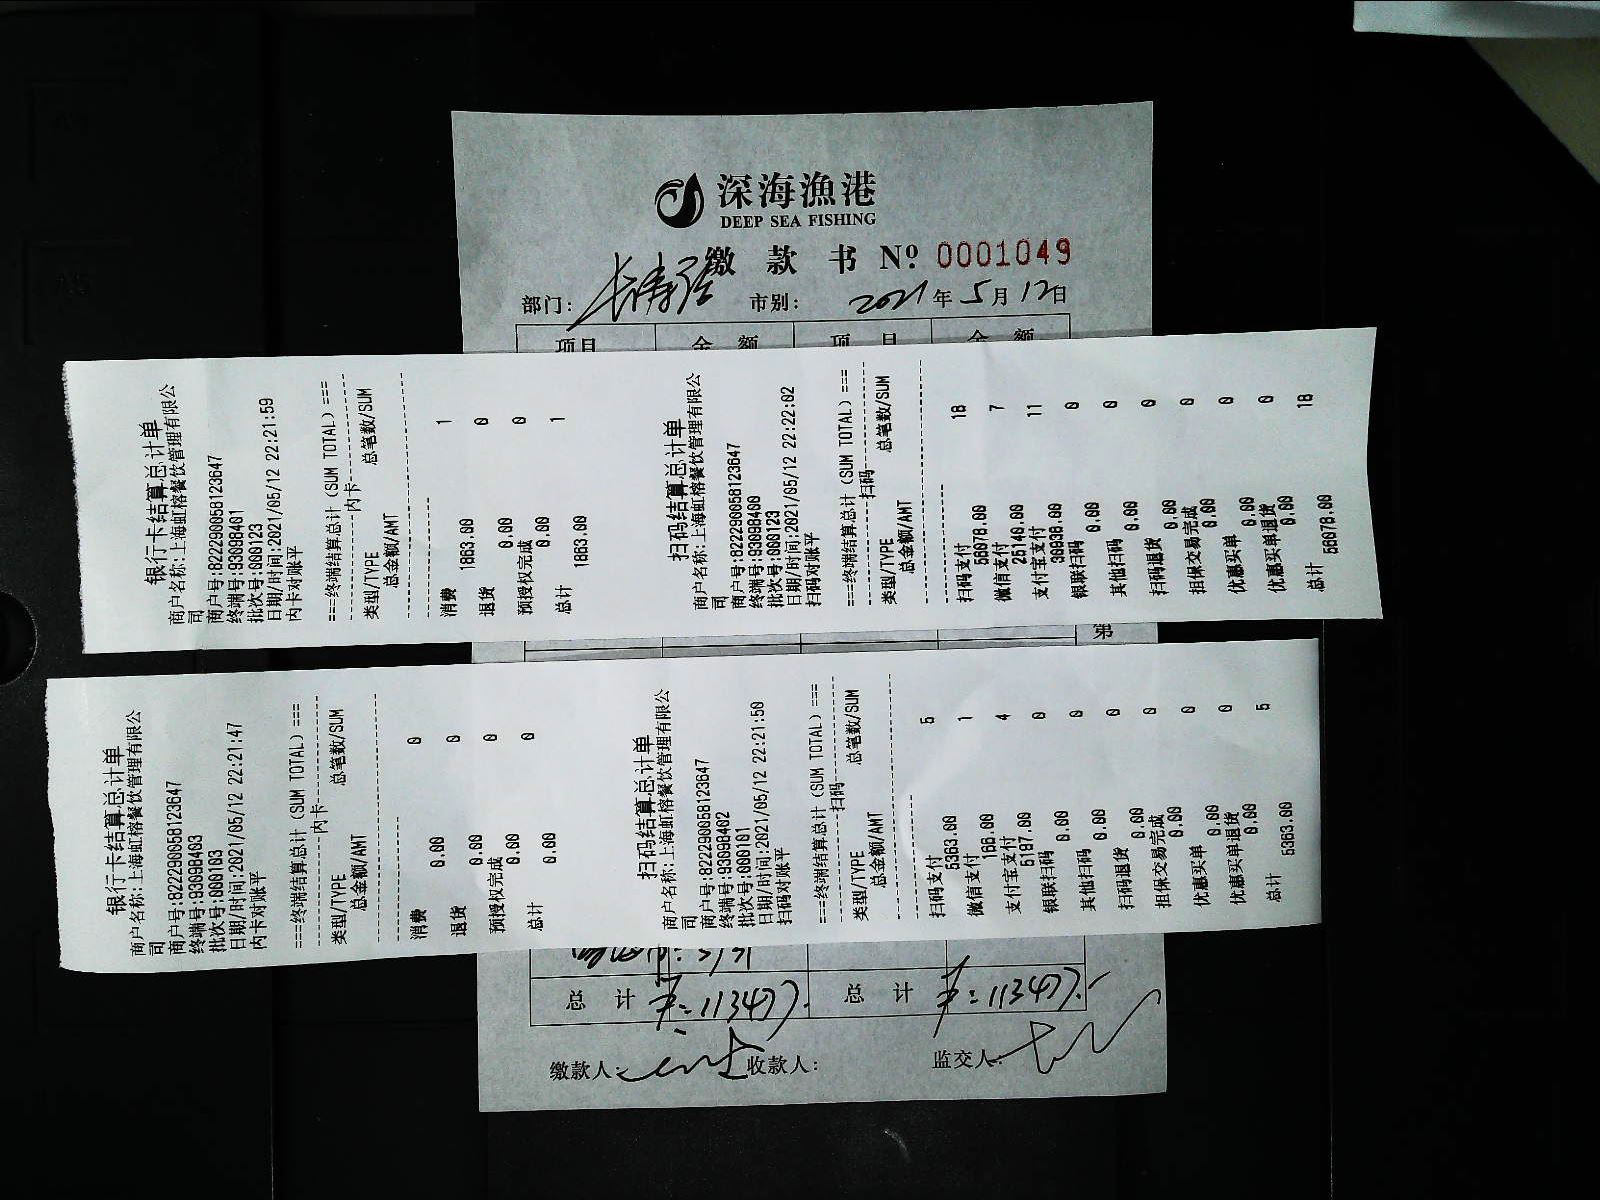 深海漁港
DEEP SEA FISHING
缴款书 Nº 0001049
部门: 市别: 2021年5月12日
项目 金额 项目 金额
银行卡结算总计单
商户名称:上海虹榕餐饮管理有限公
司
商户号:822290058123647
终端号:93098401
批次号:000123
日期/时间:2021/05/12 22:21:59
内卡对账平
===终端结算总计(SUM TOTAL)===
内卡
类型/TYPE 总笔数/SUM
总金额/AMT
消费 1
1863.00
退货 0
0.00
预授权完成 0
0.00
总计 1
1863.00
扫码结算总计单
商户名称:上海虹榕餐饮管理有限公
司
商户号:822290058123647
终端号:93098400
批次号:000123
日期/时间:2021/05/12 22:22:02
扫码对账平
===终端结算总计(SUM TOTAL)===
扫码
类型/TYPE 总笔数/SUM
总金额/AMT
扫码支付 18
56078.00
微信支付 7
25140.00
支付宝支付 11
30938.00
银联扫码 0
0.00
其他扫码 0
0.00
扫码退货 0
0.00
担保交易完成 0
0.00
优惠买单 0
0.00
优惠买单退货 0
0.00
总计 18
56078.00
第
银行卡结算总计单
商户名称:上海虹榕餐饮管理有限公
司
商户号:822290058123647
终端号:93098403
批次号:000103
日期/时间:2021/05/12 22:21:47
内卡对账平
===终端结算总计(SUM TOTAL)===
内卡
类型/TYPE 总笔数/SUM
总金额/AMT
消费 0
0.00
退货 0
0.00
预授权完成 0
0.00
总计 0
0.00
扫码结算总计单
商户名称:上海虹榕餐饮管理有限公
司
商户号:822290058123647
终端号:93098402
批次号:000101
日期/时间:2021/05/12 22:21:50
扫码对账平
===终端结算总计(SUM TOTAL)===
扫码
类型/TYPE 总笔数/SUM
总金额/AMT
扫码支付 5
5363.00
微信支付 1
166.00
支付宝支付 4
5197.00
银联扫码 0
0.00
其他扫码 0
0.00
扫码退货 0
0.00
担保交易完成 0
0.00
优惠买单 0
0.00
优惠买单退货 0
0.00
总计 5
5363.00
总计 总计
缴款人: 收款人: 监交人: